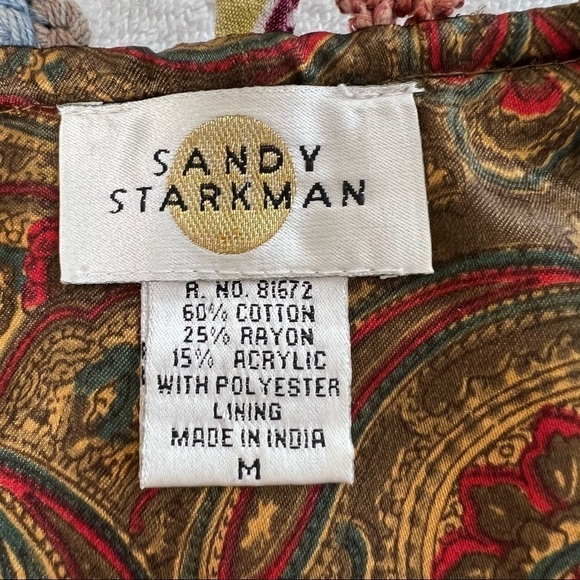 SANDY
STARKMAN
R. NO. 81672
60% COTTON
25% RAYON
15% ACRYLIC
WITH POLYESTER
LINING
MADE IN INDIA
M